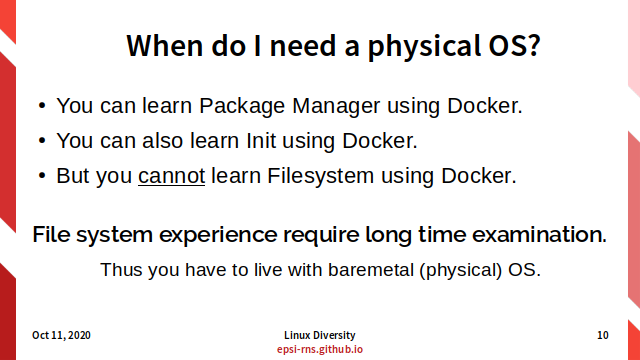 When do I need a physical OS?
• You can learn Package Manager using Docker.
• You can also learn Init using Docker.
• But you cannot learn Filesystem using Docker.
File system experience require long time examination.
Thus you have to live with baremetal (physical) OS.
Oct 11, 2020
Linux Diversity
epsi-rns.github.io
10